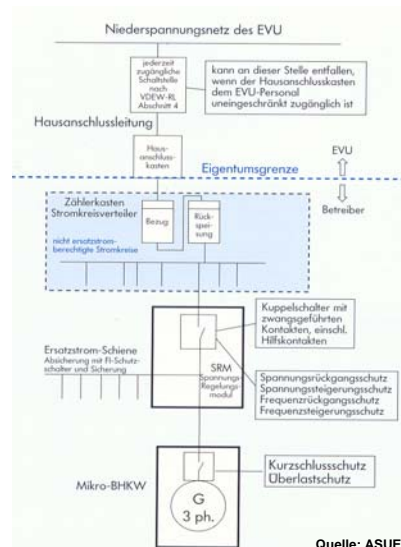 Niederspannungsnetz des EVU
jederzeit
zugängliche
Schaltstelle
nach
VDEW-RL
Abschnitt 4
kann an dieser Stelle entfallen,
wenn der Hausanschlusskasten
dem EVU-Personal
uneingeschränkt zugänglich ist
Hausanschlussleitung
Haus-
anschluss-
kasten
EVU
Eigentumsgrenze
Betreiber
Zählerkasten
Stromkreisverteiler
Bezug
Rück-
spei-
sung
nicht ersatzstrom-
berechtigte Stromkreise
Kuppelschalter mit
zwangsgeführten
Kontakten, einschl.
Hilfskontakten
Ersatzstrom-Schiene
Absicherung mit FI-Schutz-
schalter und Sicherung
SRM
Spannungs-
Regelungs-
modul
Spannungsrückgangsschutz
Spannungssteigerungsschutz
Frequenzrückgangsschutz
Frequenzsteigerungsschutz
Mikro-BHKW
G
3 ph.
Kurzschlussschutz
Überlastschutz
Quelle: ASUE